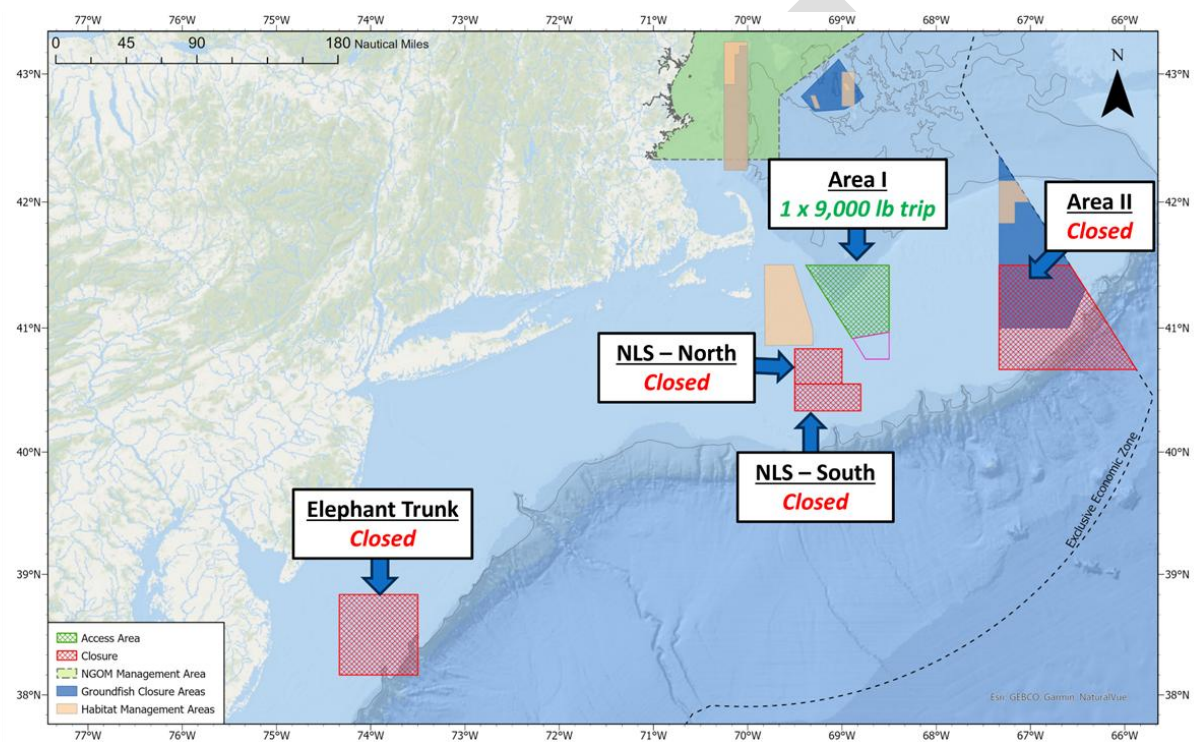 77°W 76°W 75°W 74°W 73°W 72°W 71°W 70°W 69°W 68°W 67°W 66°W
0 45 90 180 Nautical Miles
43°N
43°N
N
42°N
42°N
Area I
1 x 9,000 lb trip
Area II
Closed
41°N
41°N
NLS – North
Closed
40°N
40°N
NLS – South
Closed
Elephant Trunk
Closed
Exclusive Economic Zone
39°N
39°N
Access Area
Closure
NGOM Management Area
Groundfish Closure Areas
Habitat Management Areas
38°N
38°N
Esri, GEBCO, Garmin, NaturalVue
77°W 76°W 75°W 74°W 73°W 72°W 71°W 70°W 69°W 68°W 67°W 66°W